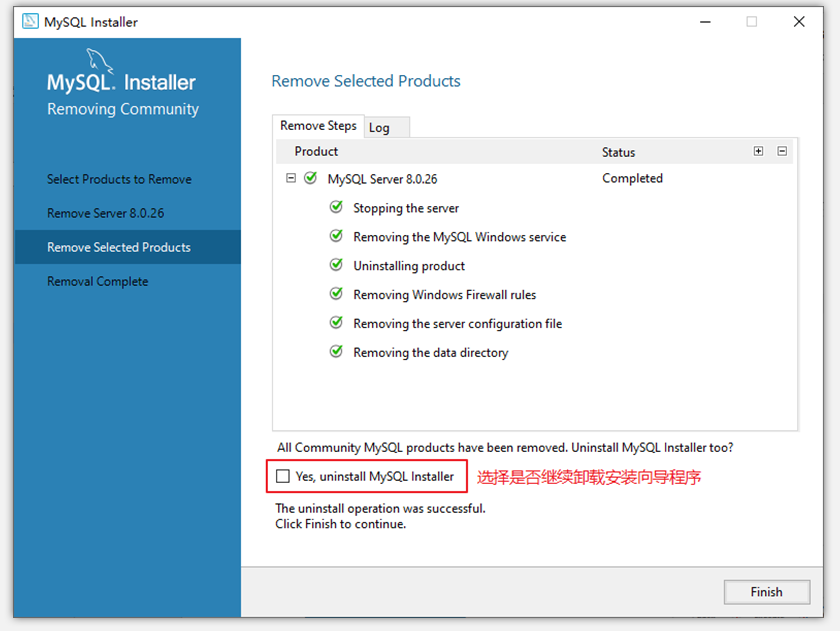 MySQL Installer
MySQL. Installer
Removing Community
Select Products to Remove
Remove Server 8.0.26
Remove Selected Products
Removal Complete
Remove Selected Products
Remove Steps Log
Product Status
MySQL Server 8.0.26 Completed
Stopping the server
Removing the MySQL Windows service
Uninstalling product
Removing Windows Firewall rules
Removing the server configuration file
Removing the data directory
All Community MySQL products have been removed. Uninstall MySQL Installer too?
Yes, uninstall MySQL Installer 选择是否继续卸载安装向导程序
The uninstall operation was successful.
Click Finish to continue.
Finish